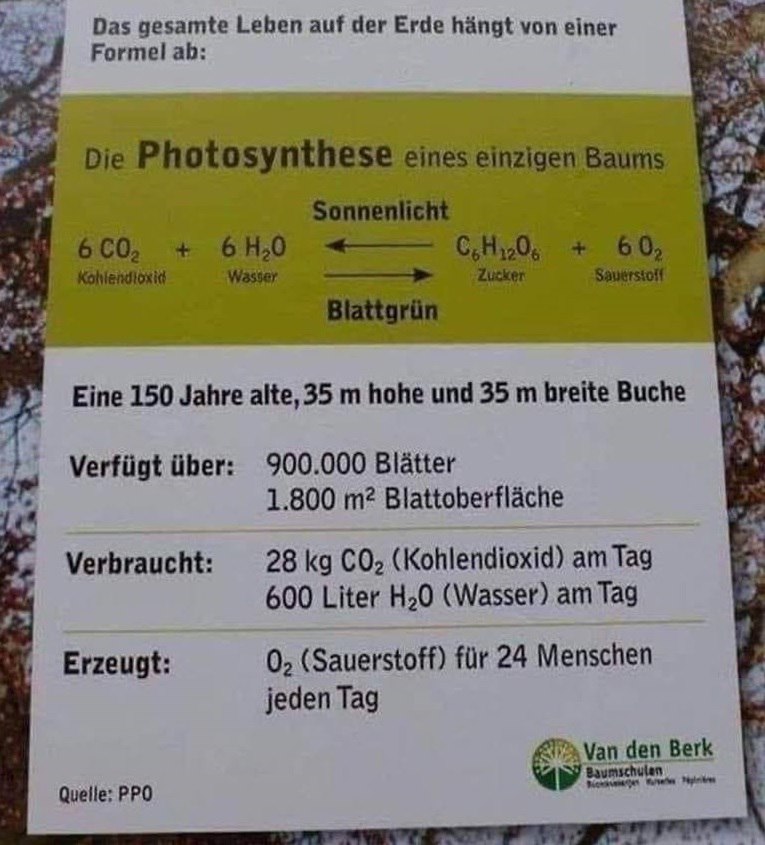 Das gesamte Leben auf der Erde hängt von einer
Formel ab:
Die Photosynthese eines einzigen Baums
Sonnenlicht
6 CO₂ + 6 H₂O C₆H₁₂O₆ + 6 O₂
Kohlendioxid Wasser Zucker Sauerstoff
Blattgrün
Eine 150 Jahre alte, 35 m hohe und 35 m breite Buche
Verfügt über: 900.000 Blätter
1.800 m² Blattoberfläche
Verbraucht: 28 kg CO₂ (Kohlendioxid) am Tag
600 Liter H₂O (Wasser) am Tag
Erzeugt: O₂ (Sauerstoff) für 24 Menschen
jeden Tag
Van den Berk
Baumschulen
Quelle: PPO